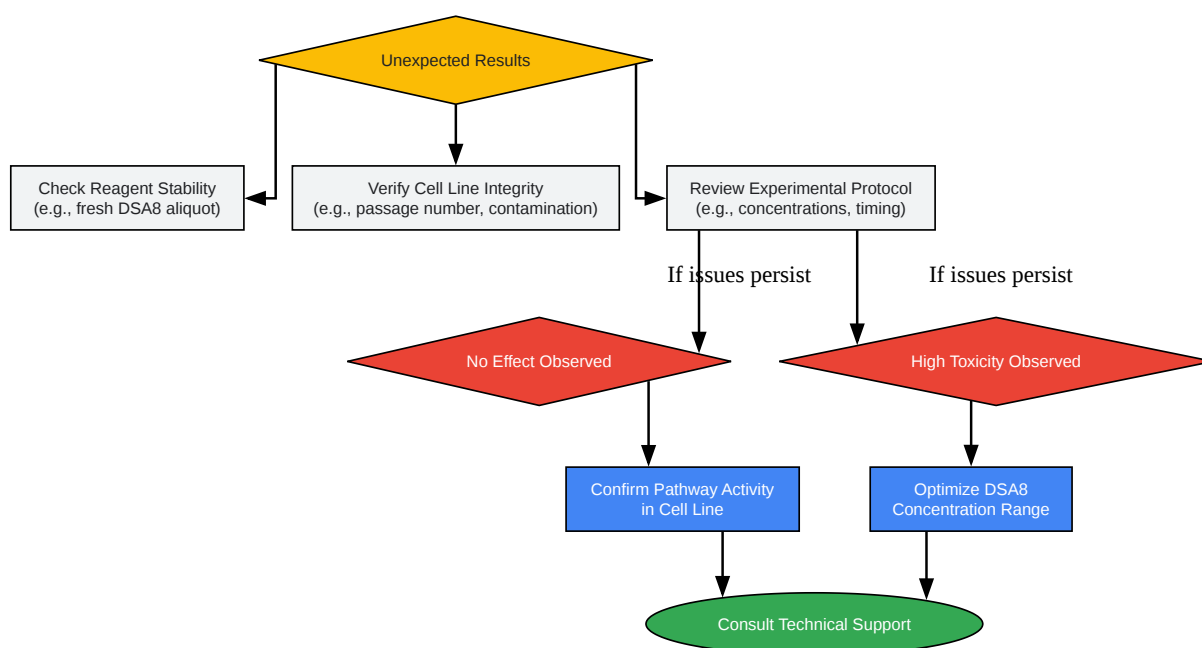 Unexpected Results
Check Reagent Stability
(e.g., fresh DSA8 aliquot)
Verify Cell Line Integrity
(e.g., passage number, contamination)
Review Experimental Protocol
(e.g., concentrations, timing)
If issues persist
If issues persist
No Effect Observed
High Toxicity Observed
Confirm Pathway Activity
in Cell Line
Optimize DSA8
Concentration Range
Consult Technical Support